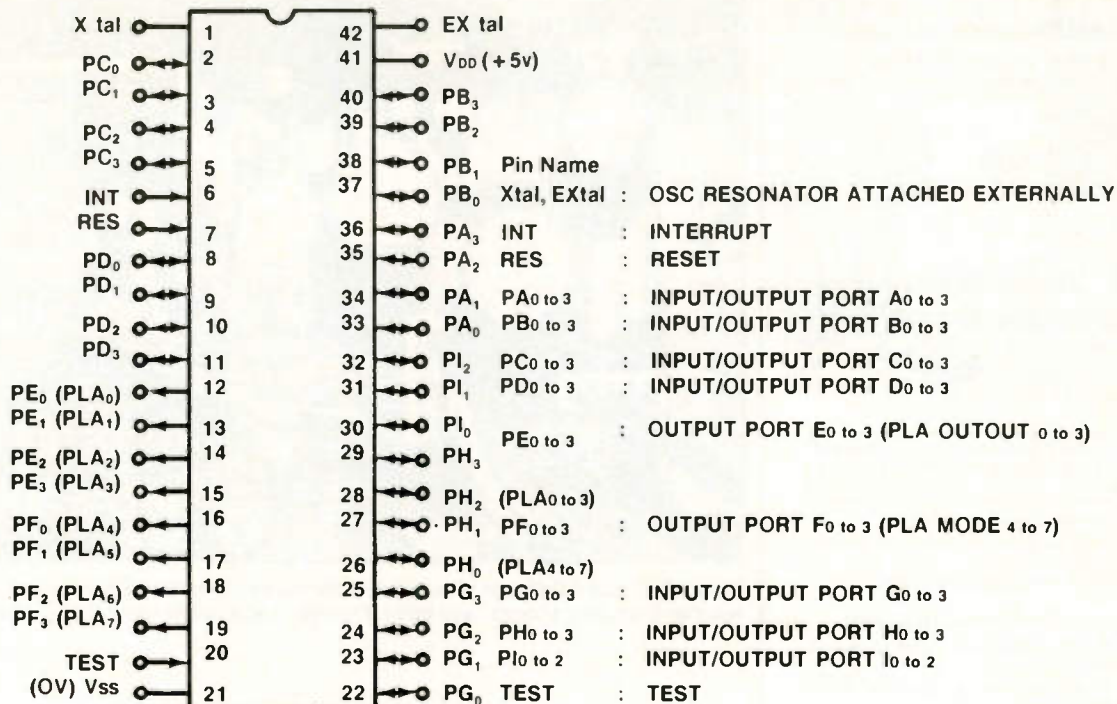 X tal 1 42 EX tal
PC₀ 2 41 VDD (+5v)
PC₁ 3 40 PB₃
PC₂ 4 39 PB₂
PC₃ 5 38 PB₁ Pin Name
INT 6 37 PB₀ Xtal, EXtal : OSC RESONATOR ATTACHED EXTERNALLY
RES 7 36 PA₃ INT : INTERRUPT
PD₀ 8 35 PA₂ RES : RESET
PD₁ 9 34 PA₁ PA0 to 3 : INPUT/OUTPUT PORT A0 to 3
PD₂ 10 33 PA₀ PB0 to 3 : INPUT/OUTPUT PORT B0 to 3
PD₃ 11 32 PI₂ PC0 to 3 : INPUT/OUTPUT PORT C0 to 3
PE₀ (PLA₀) 12 31 PI₁ PD0 to 3 : INPUT/OUTPUT PORT D0 to 3
PE₁ (PLA₁) 13 30 PI₀ PE0 to 3 : OUTPUT PORT E0 to 3 (PLA OUTOUT 0 to 3)
PE₂ (PLA₂) 14 29 PH₃
PE₃ (PLA₃) 15 28 PH₂ (PLA0 to 3)
PF₀ (PLA₄) 16 27 PH₁ PF0 to 3 : OUTPUT PORT F0 to 3 (PLA MODE 4 to 7)
PF₁ (PLA₅) 17 26 PH₀ (PLA4 to 7)
PF₂ (PLA₆) 18 25 PG₃ PG0 to 3 : INPUT/OUTPUT PORT G0 to 3
PF₃ (PLA₇) 19 24 PG₂ PH0 to 3 : INPUT/OUTPUT PORT H0 to 3
TEST 20 23 PG₁ PI0 to 2 : INPUT/OUTPUT PORT I0 to 2
(OV) Vss 21 22 PG₀ TEST : TEST